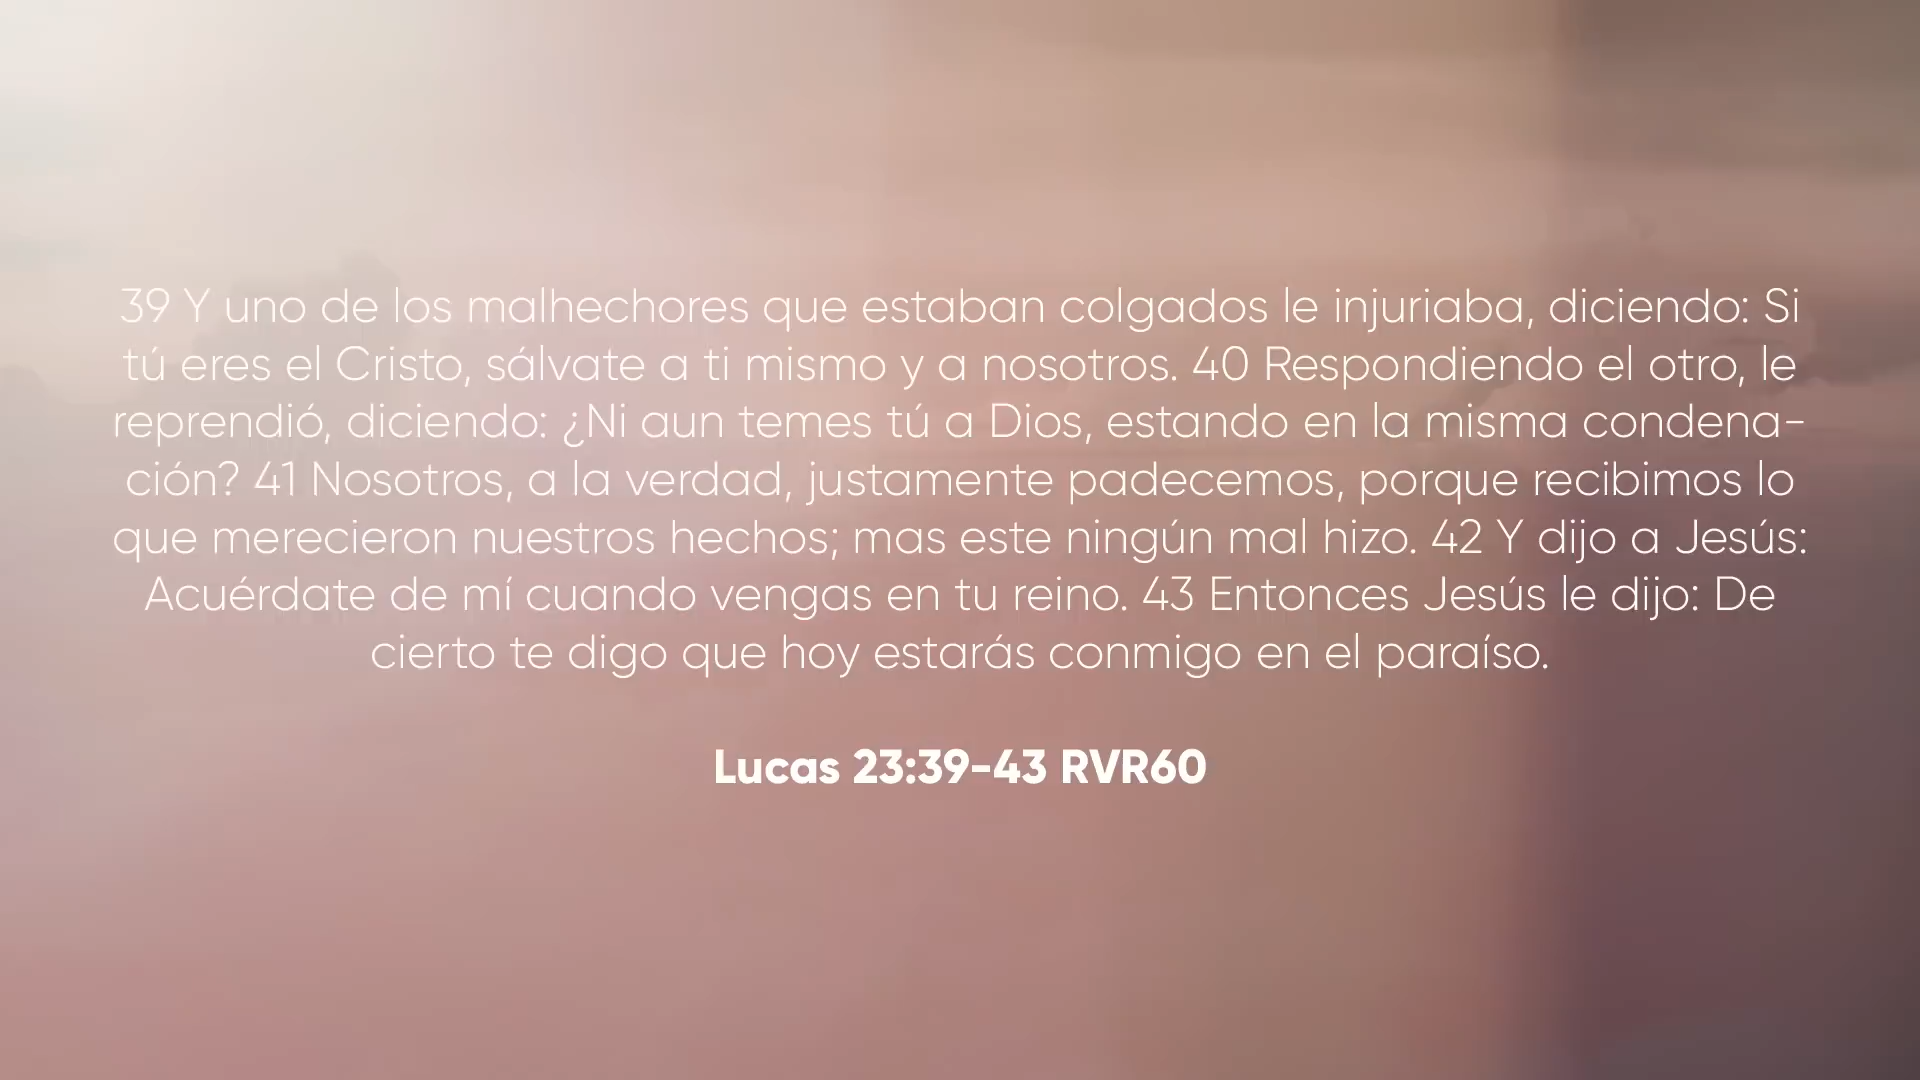 39 Y uno de los malhechores que estaban colgados le injuriaba, diciendo: Si
tú eres el Cristo, sálvate a ti mismo y a nosotros. 40 Respondiendo el otro, le
reprendió, diciendo: ¿Ni aun temes tú a Dios, estando en la misma condena-
ción? 41 Nosotros, a la verdad, justamente padecemos, porque recibimos lo
que merecieron nuestros hechos; mas este ningún mal hizo. 42 Y dijo a Jesús:
Acuérdate de mí cuando vengas en tu reino. 43 Entonces Jesús le dijo: De
cierto te digo que hoy estarás conmigo en el paraíso.
Lucas 23:39-43 RVR60